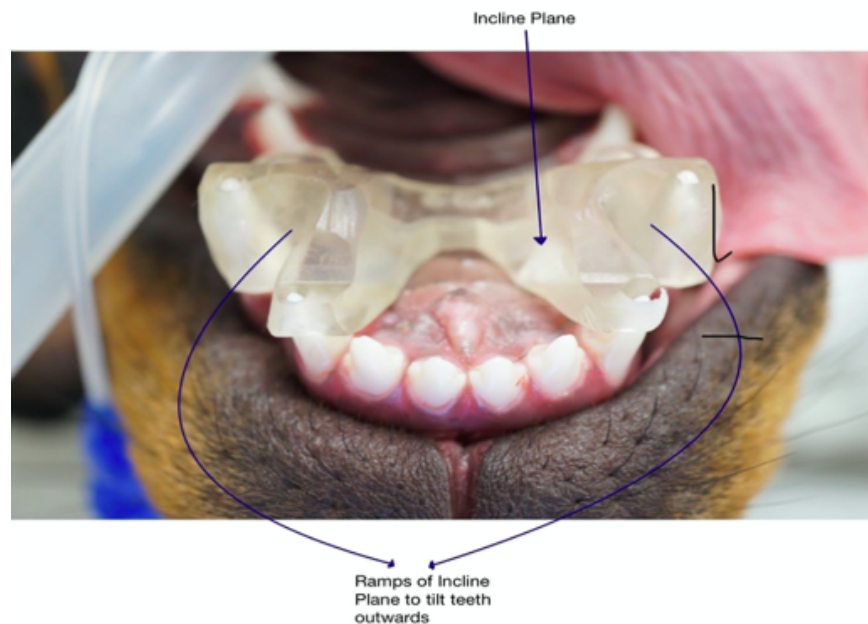 Incline Plane
Ramps of Incline
Plane to tilt teeth
outwards